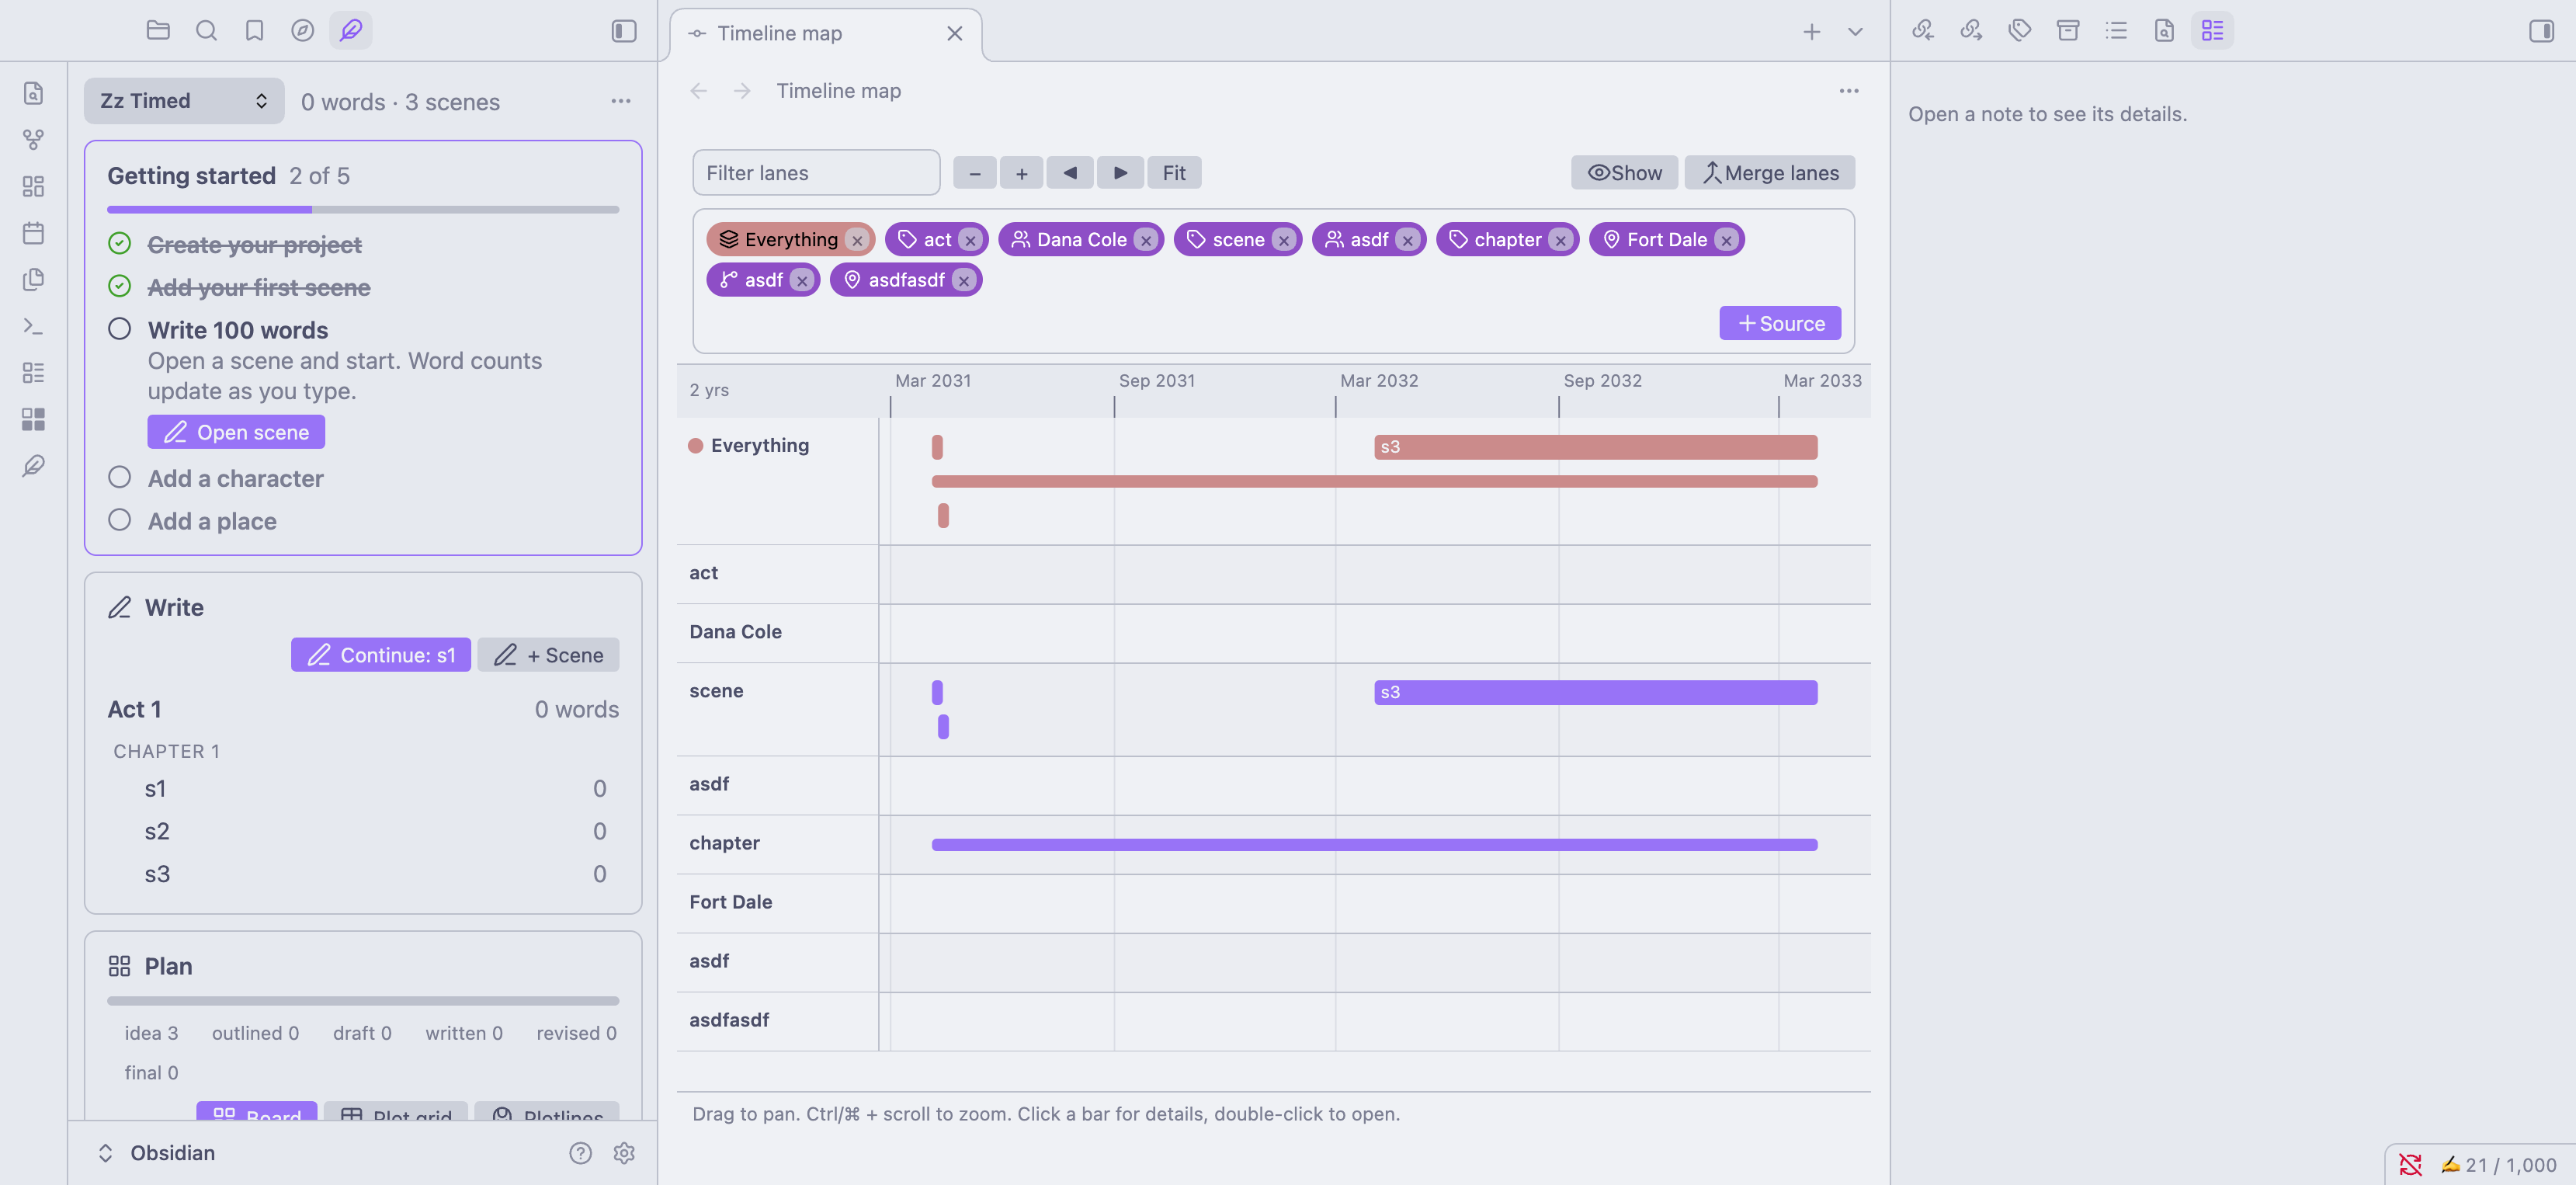 Timeline map
Zz Timed
0 words · 3 scenes
Getting started 2 of 5
Create your project
Add your first scene
Write 100 words
Open a scene and start. Word counts
update as you type.
Open scene
Add a character
Add a place
Write
Continue: s1
+ Scene
Act 1 0 words
CHAPTER 1
s1 0
s2 0
s3 0
Plan
idea 3 outlined 0 draft 0 written 0 revised 0
final 0
Board Plot grid Plotlines
Obsidian
Timeline map
Filter lanes
− + ◀ ▶ Fit
Show
Merge lanes
Everything × act × Dana Cole × scene × asdf × chapter × Fort Dale ×
asdf × asdfasdf ×
+ Source
2 yrs Mar 2031 Sep 2031 Mar 2032 Sep 2032 Mar 2033
Everything s3
act
Dana Cole
scene s3
asdf
chapter
Fort Dale
asdf
asdfasdf
Drag to pan. Ctrl/⌘ + scroll to zoom. Click a bar for details, double-click to open.
Open a note to see its details.
21 / 1,000